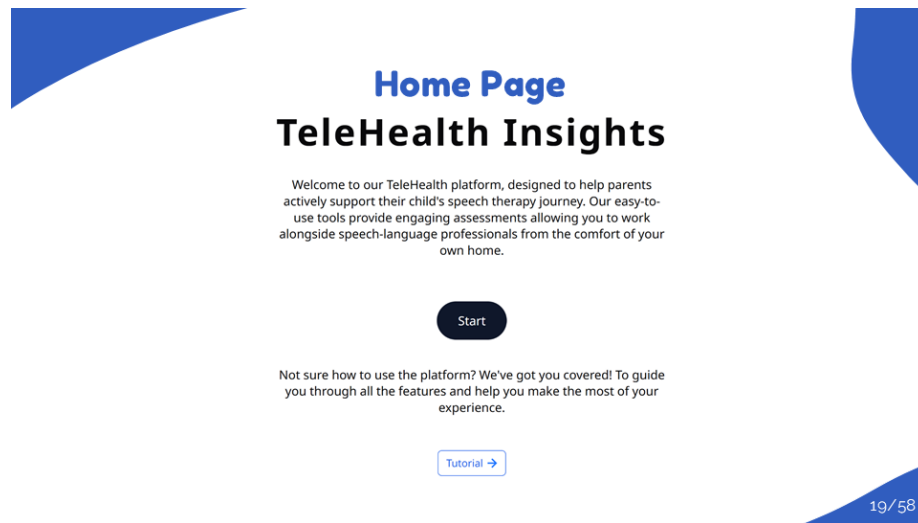 Home Page
TeleHealth Insights
Welcome to our TeleHealth platform, designed to help parents
actively support their child's speech therapy journey. Our easy-to-
use tools provide engaging assessments allowing you to work
alongside speech-language professionals from the comfort of your
own home.
Start
Not sure how to use the platform? We've got you covered! To guide
you through all the features and help you make the most of your
experience.
Tutorial →
19/58